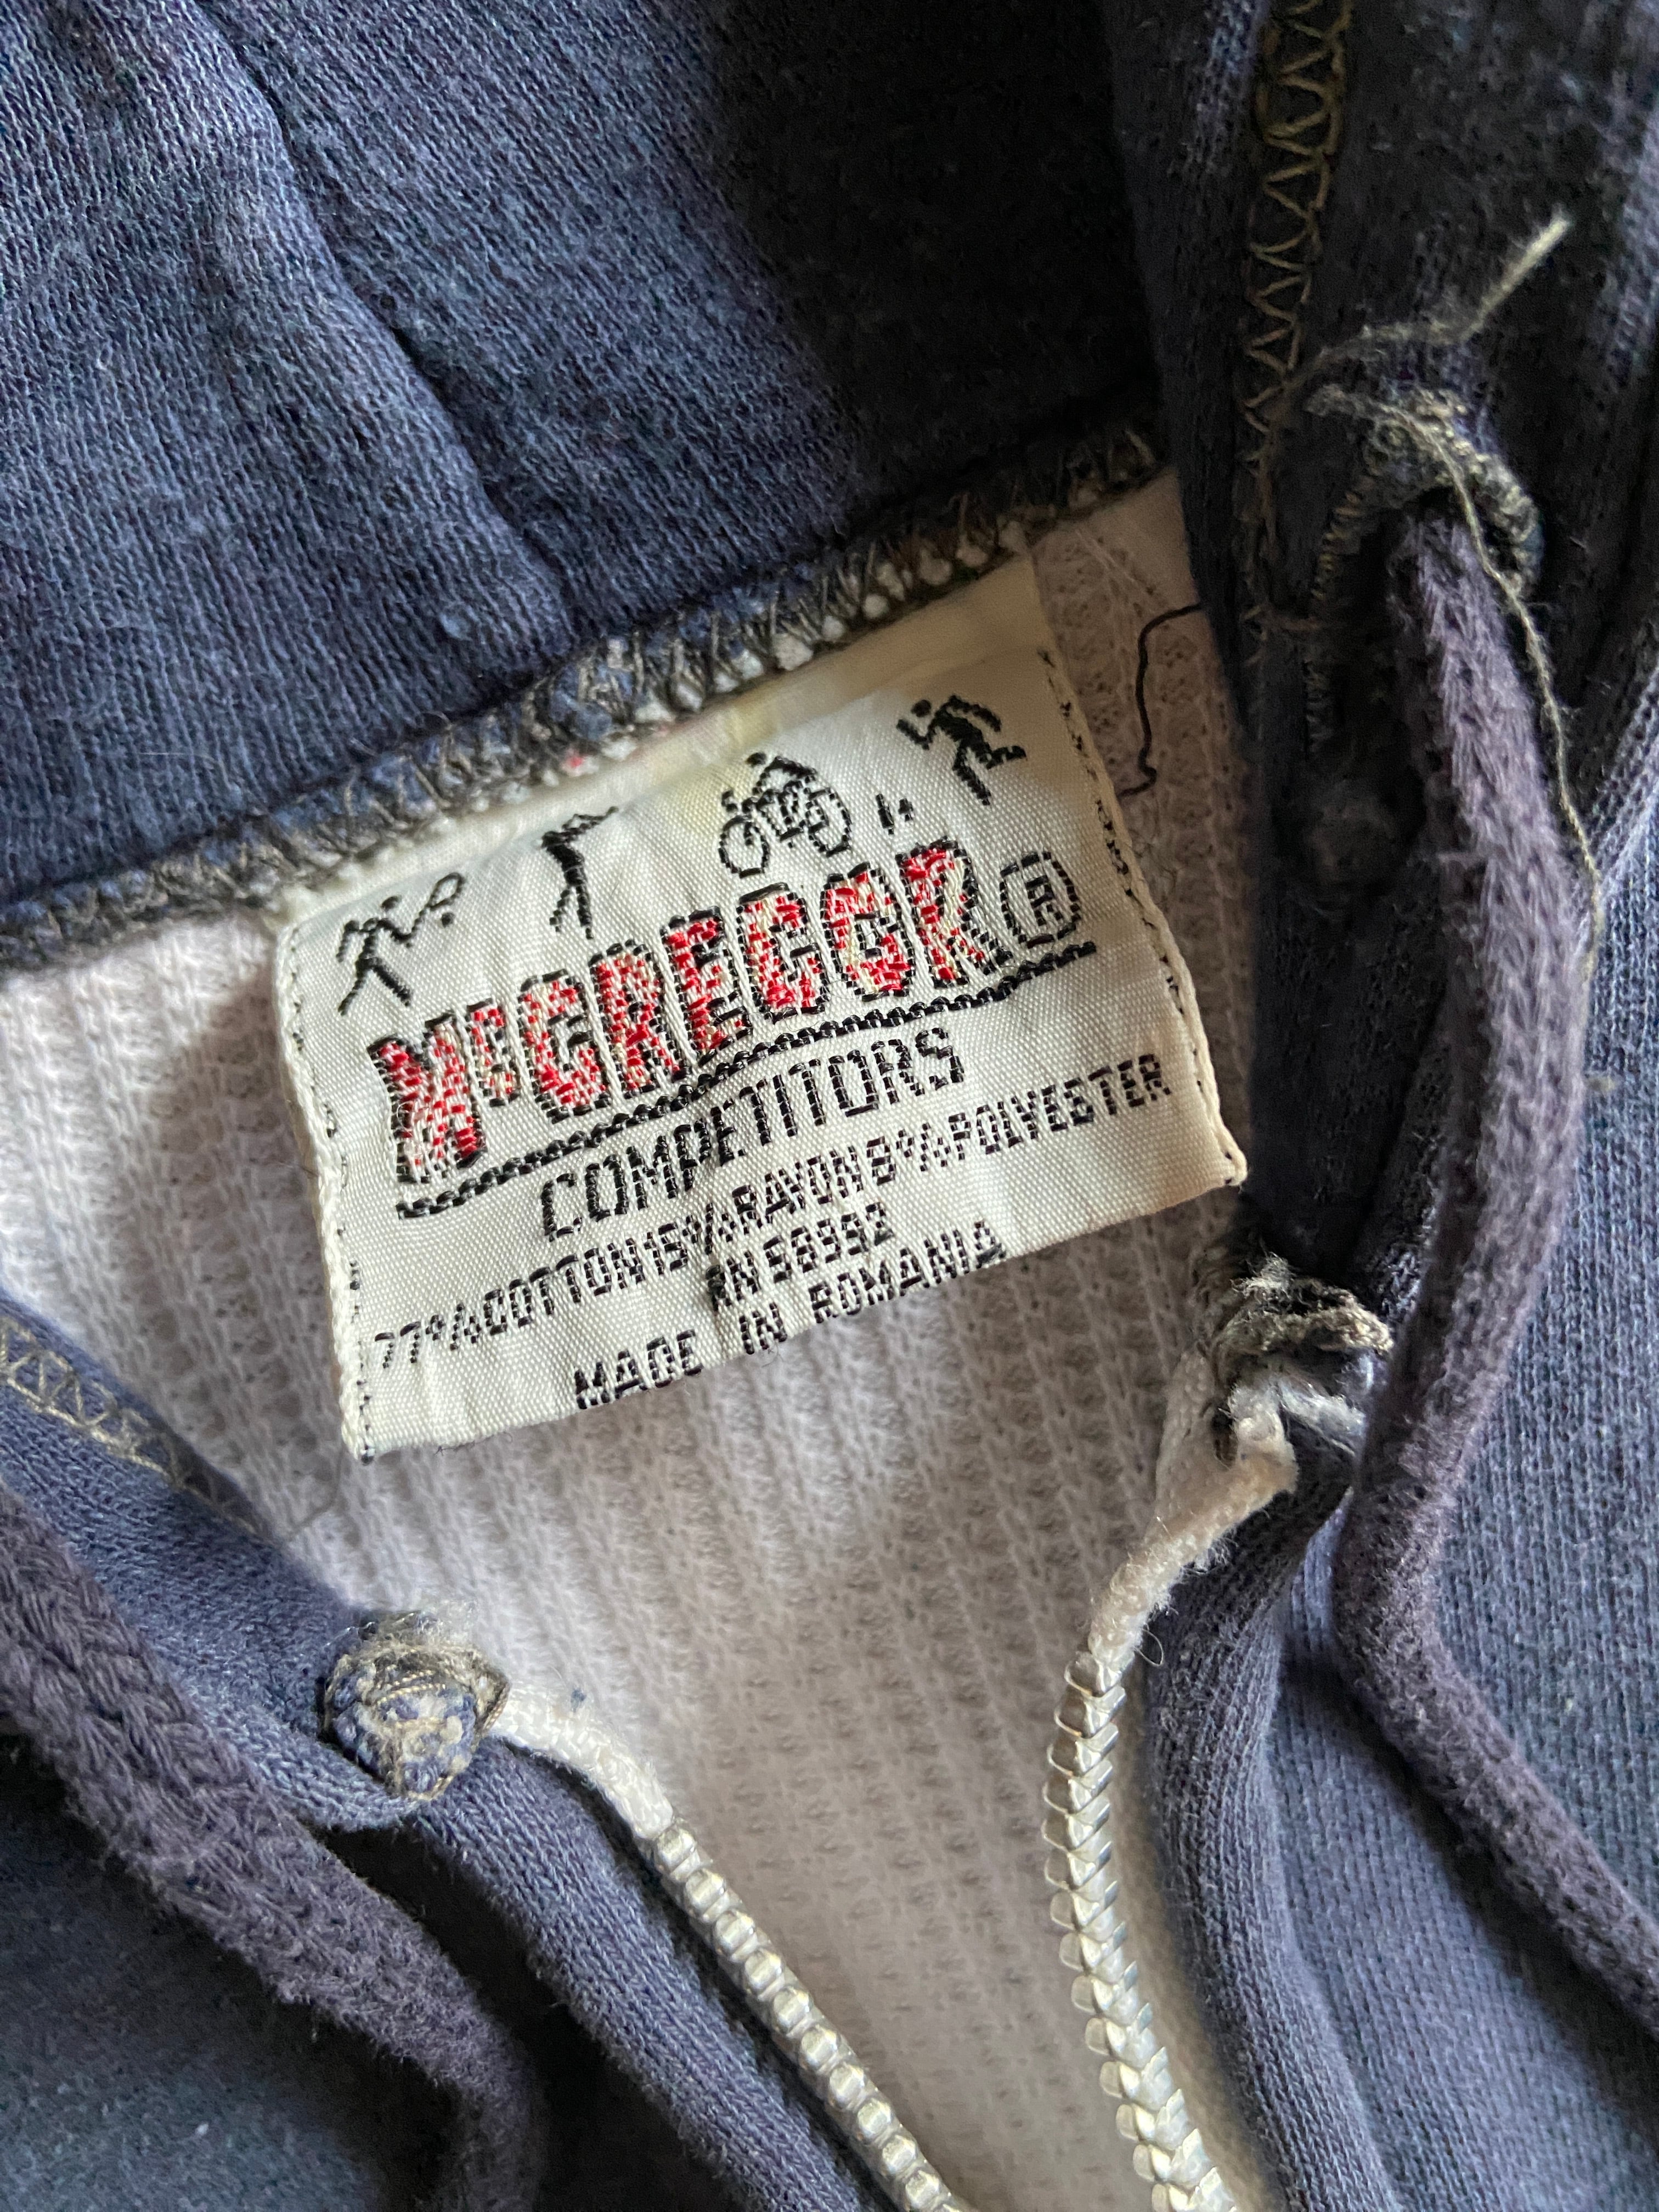 McGREGOR®
COMPETITORS
77% COTTON 15% RAYON 8% POLYESTER
RN 58992
MADE IN ROMANIA